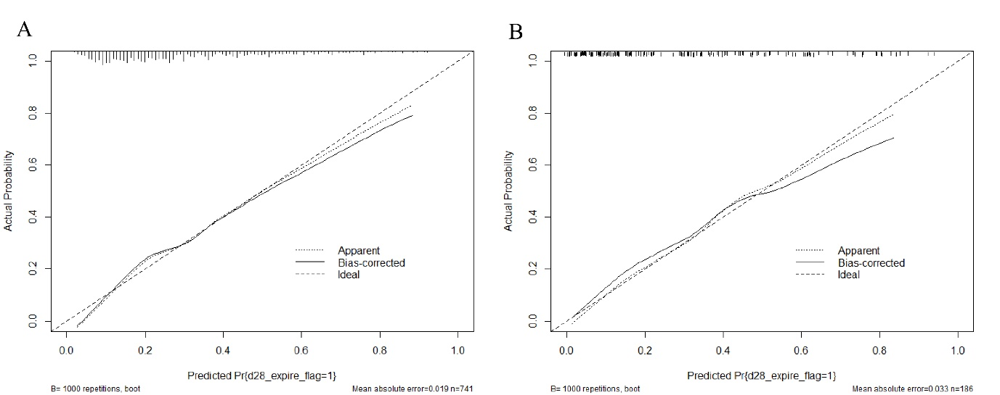 A
1.0
0.8
0.6
0.4
0.2
0.0
Actual Probability
Apparent
Bias-corrected
Ideal
0.0 0.2 0.4 0.6 0.8 1.0
Predicted Pr{d28_expire_flag=1}
B= 1000 repetitions, boot
Mean absolute error=0.019 n=741
B
1.0
0.8
0.6
0.4
0.2
0.0
Actual Probability
Apparent
Bias-corrected
Ideal
0.0 0.2 0.4 0.6 0.8 1.0
Predicted Pr{d28_expire_flag=1}
B= 1000 repetitions, boot
Mean absolute error=0.033 n=186